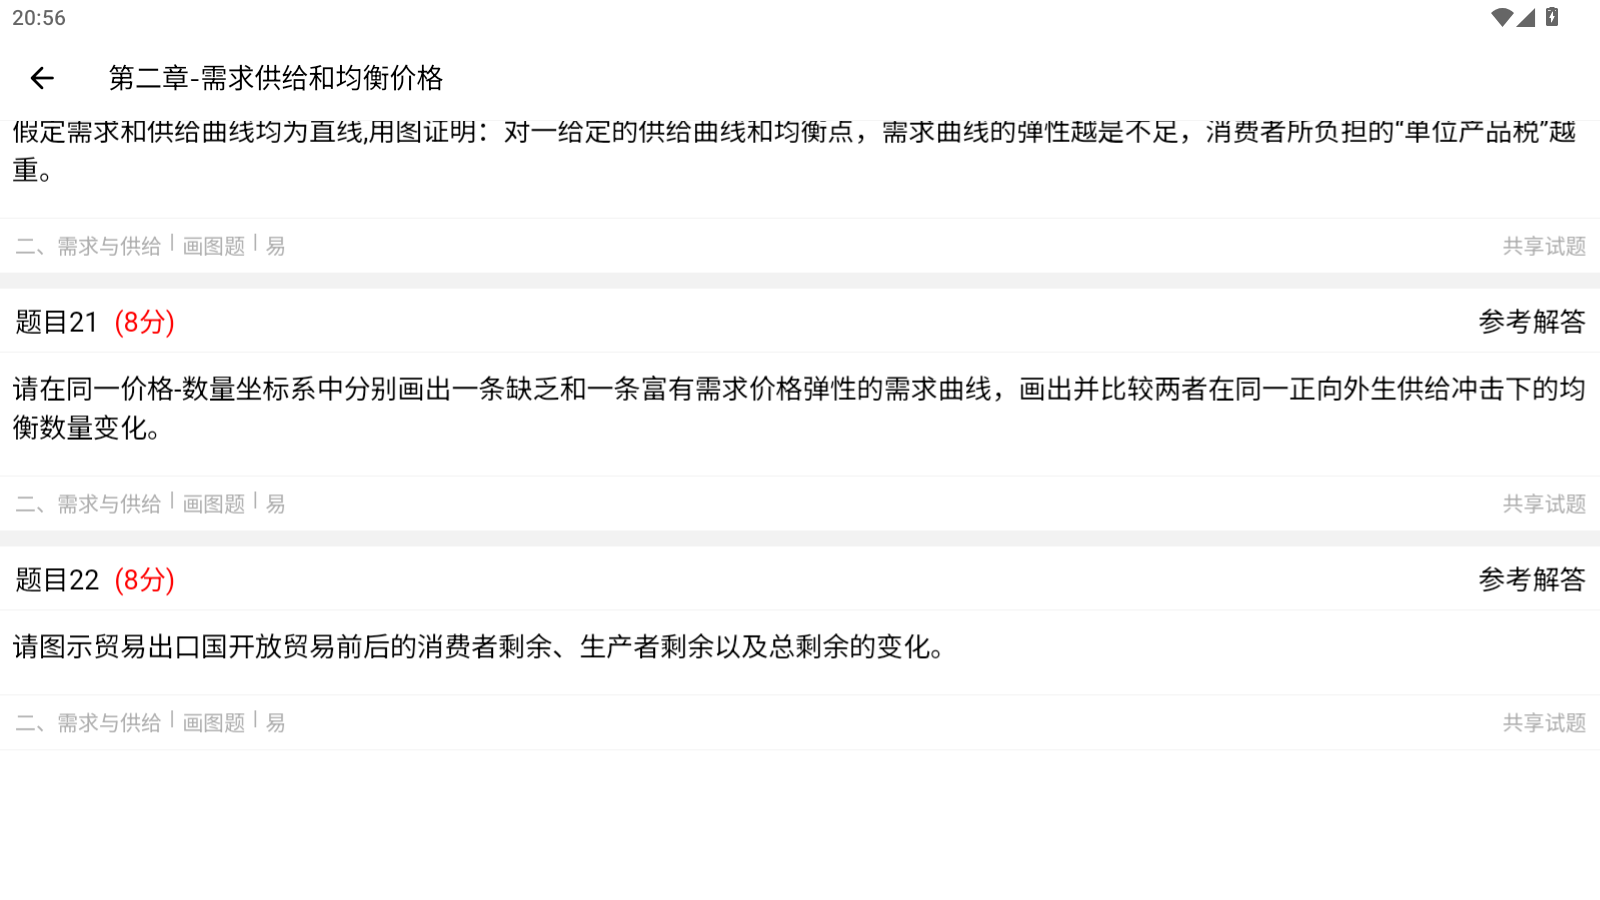 20:56
第二章-需求供给和均衡价格
假定需求和供给曲线均为直线,用图证明：对一给定的供给曲线和均衡点，需求曲线的弹性越是不足，消费者所负担的“单位产品税”越
重。
二、需求与供给 | 画图题 | 易
共享试题
题目21 (8分)
参考解答
请在同一价格-数量坐标系中分别画出一条缺乏和一条富有需求价格弹性的需求曲线，画出并比较两者在同一正向外生供给冲击下的均
衡数量变化。
二、需求与供给 | 画图题 | 易
共享试题
题目22 (8分)
参考解答
请图示贸易出口国开放贸易前后的消费者剩余、生产者剩余以及总剩余的变化。
二、需求与供给 | 画图题 | 易
共享试题